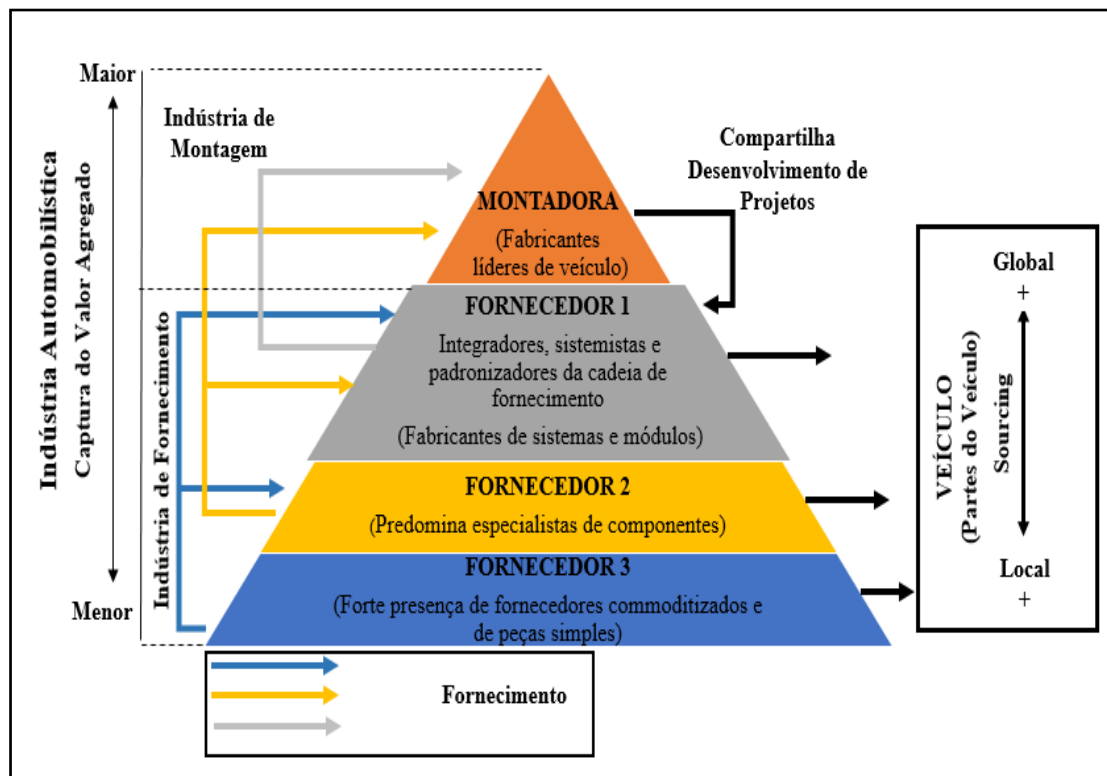 Maior
Indústria de
Montagem
Compartilha
Desenvolvimento de
Projetos
Indústria Automobilística
Captura do Valor Agregado
Indústria de Fornecimento
MONTADORA
(Fabricantes
líderes de veículo)
FORNECEDOR 1
Integradores, sistemistas e
padronizadores da cadeia de
fornecimento
(Fabricantes de sistemas e módulos)
FORNECEDOR 2
(Predomina especialistas de componentes)
FORNECEDOR 3
(Forte presença de fornecedores commoditizados e
de peças simples)
Menor
VEÍCULO
(Partes do Veículo)
Sourcing
Global
+
Local
+
Fornecimento